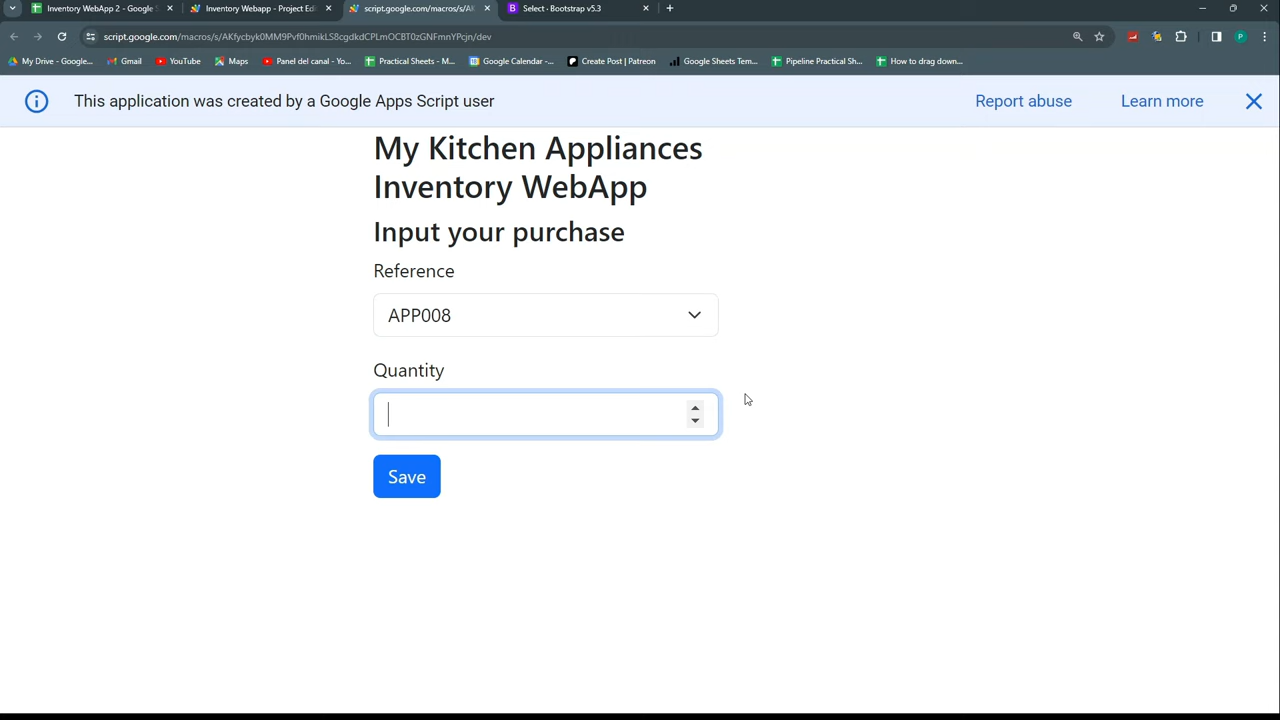 Inventory WebApp 2 - Google S
Inventory Webapp - Project Edi
script.google.com/macros/s/A
Select · Bootstrap v5.3
script.google.com/macros/s/AKfycbyk0MM9Pvf0hmikLS8cgdkdCPLmOCBT0zGNFmnYPcjn/dev
My Drive - Google...
Gmail
YouTube
Maps
Panel del canal - Yo...
Practical Sheets - M...
Google Calendar -...
Create Post | Patreon
Google Sheets Tem...
Pipeline Practical Sh...
How to drag down...
This application was created by a Google Apps Script user
Report abuse
Learn more
My Kitchen Appliances
Inventory WebApp
Input your purchase
Reference
APP008
Quantity
Save